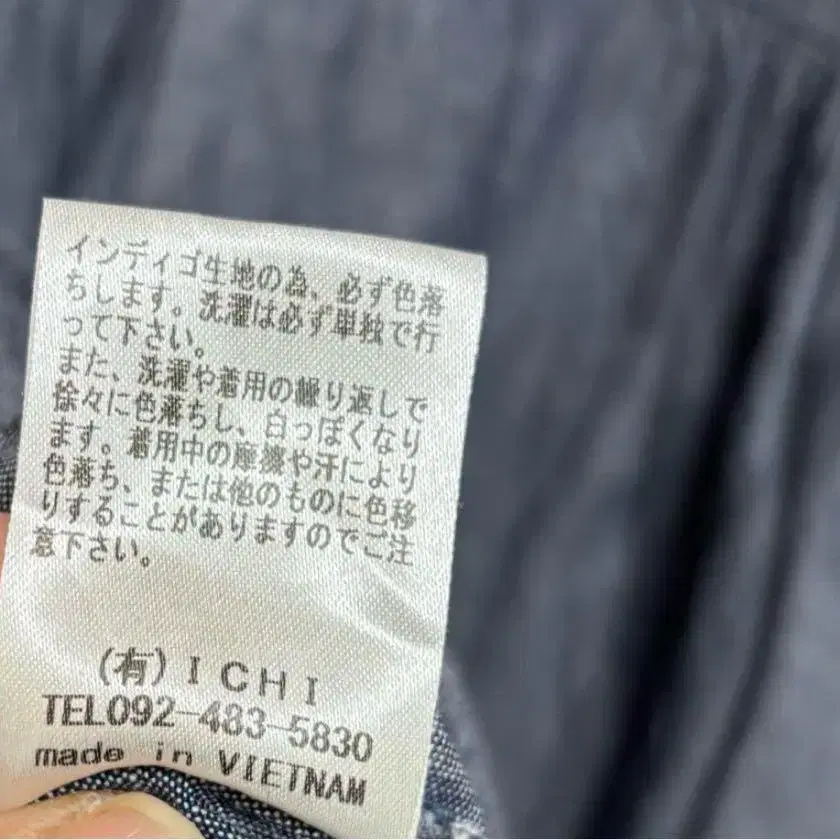 インディゴ生地の為、必ず色落
ちします。洗濯は必ず単独で行
って下さい。
また、洗濯や着用の繰り返しで
徐々に色落ちし、白っぽくなり
ます。着用中の摩擦や汗により
色落ち、または他のものに色移
りすることがありますのでご注
意下さい。
(有) ICHI
TEL092-483-5830
made in VIETNAM